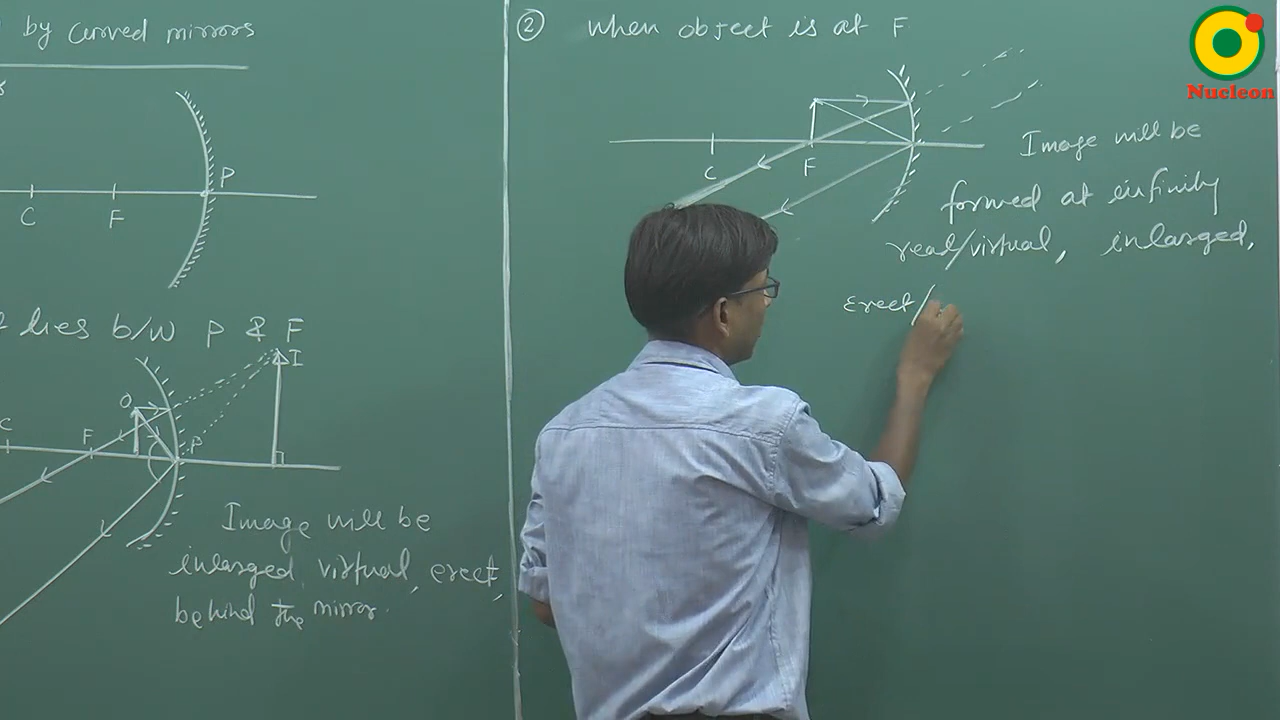 by curved mirrors
P
C F
lies b/w P & F
I
O
C F P
Image will be
inlarged, virtual, erect,
behind the mirror.
② when object is at F
C F
Image will be
formed at infinity
real/virtual, inlarged,
Erect/
Nucleon